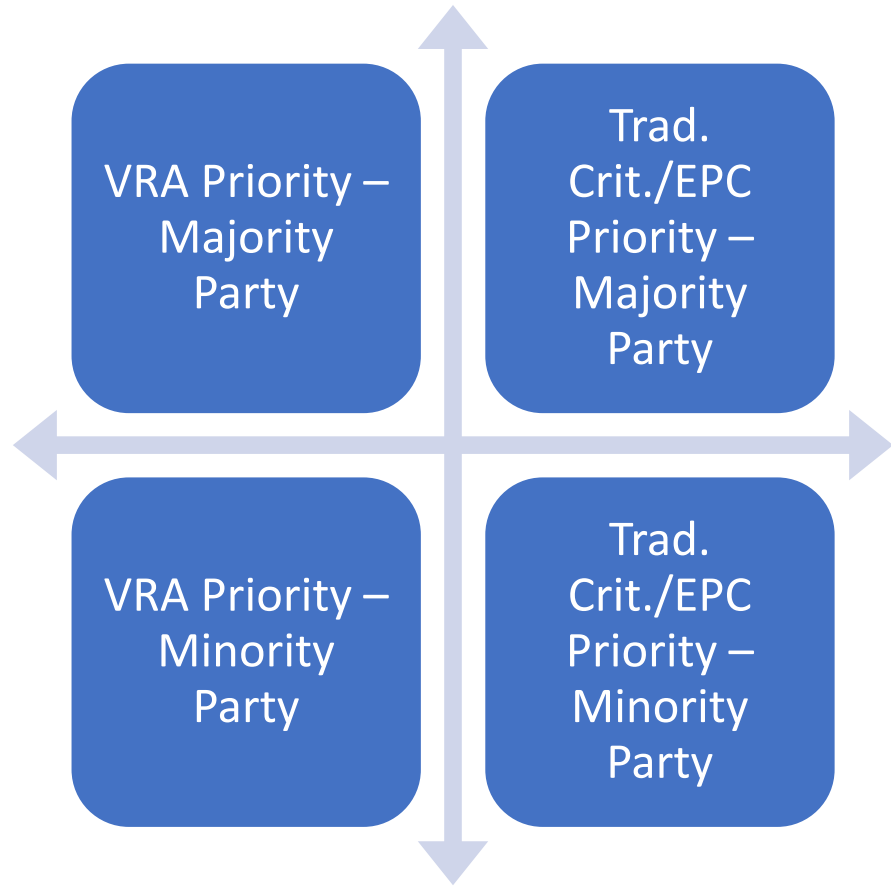 VRA Priority –
Majority
Party
Trad.
Crit./EPC
Priority –
Majority
Party
VRA Priority –
Minority
Party
Trad.
Crit./EPC
Priority –
Minority
Party